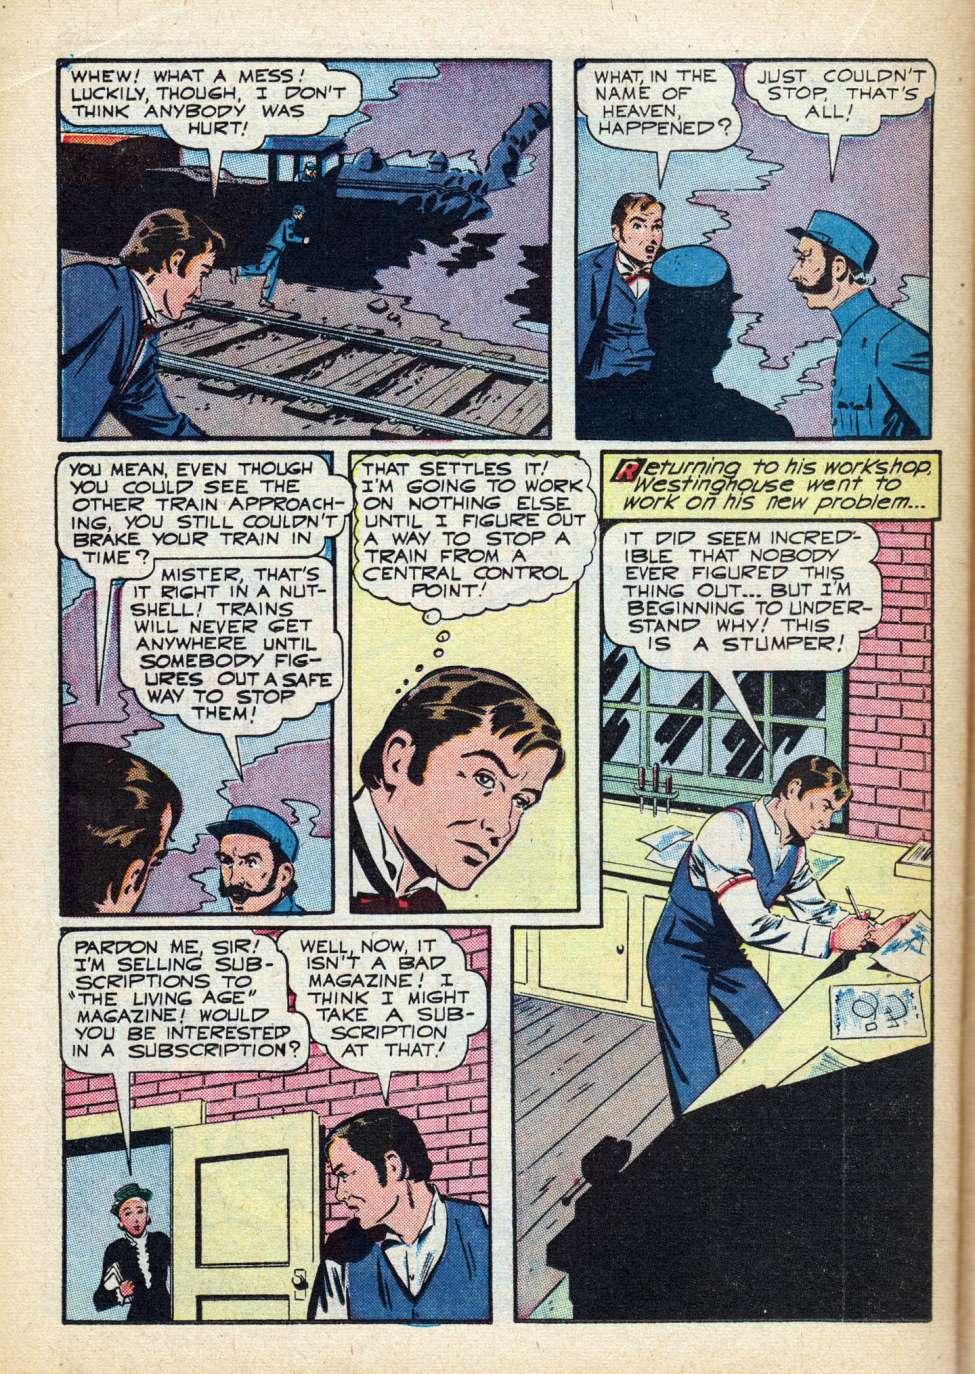 WHEW! WHAT A MESS!
LUCKILY, THOUGH, I DON'T
THINK ANYBODY WAS
HURT!
WHAT, IN THE
NAME OF
HEAVEN,
HAPPENED?
JUST COULDN'T
STOP, THAT'S
ALL!
YOU MEAN, EVEN THOUGH
YOU COULD SEE THE
OTHER TRAIN APPROACH-
ING, YOU STILL COULDN'T
BRAKE YOUR TRAIN IN
TIME?
MISTER, THAT'S
IT RIGHT IN A NUT-
SHELL! TRAINS
WILL NEVER GET
ANYWHERE UNTIL
SOMEBODY FIG-
URES OUT A SAFE
WAY TO STOP
THEM!
THAT SETTLES IT!
I'M GOING TO WORK
ON NOTHING ELSE
UNTIL I FIGURE OUT
A WAY TO STOP A
TRAIN FROM A
CENTRAL CONTROL
POINT!
Returning to his workshop,
Westinghouse went to
work on his new problem...
IT DID SEEM INCRED-
IBLE THAT NOBODY
EVER FIGURED THIS
THING OUT... BUT I'M
BEGINNING TO UNDER-
STAND WHY! THIS
IS A STUMPER!
PARDON ME, SIR!
I'M SELLING SUB-
SCRIPTIONS TO
"THE LIVING AGE"
MAGAZINE! WOULD
YOU BE INTERESTED
IN A SUBSCRIPTION?
WELL, NOW, IT
ISN'T A BAD
MAGAZINE! I
THINK I MIGHT
TAKE A SUB-
SCRIPTION
AT THAT!